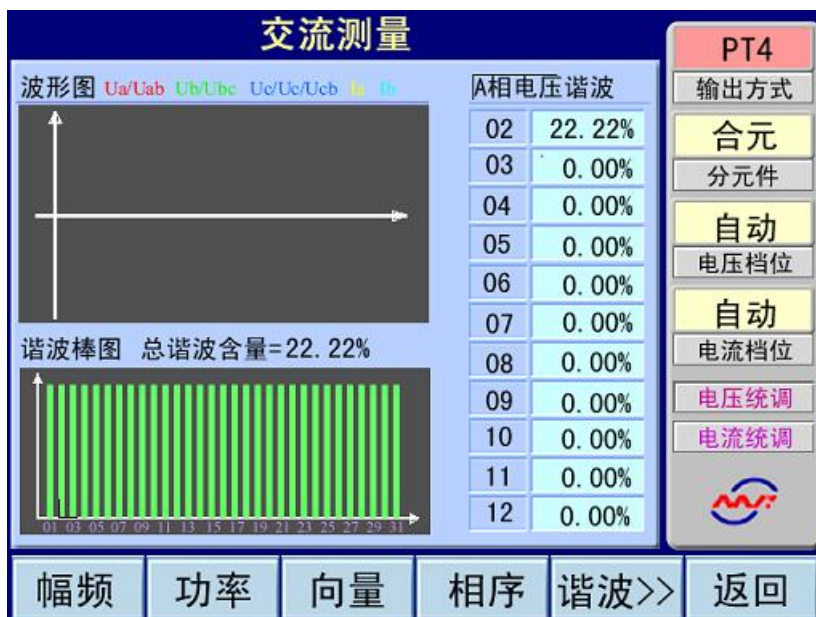 交流测量
波形图 Ua/Uab Ub/Ubc Uc/Uc/Ucb Ia Ib
谐波棒图 总谐波含量=22.22%
01 03 05 07 09 11 13 15 17 19 21 23 25 27 29 31
A相电压谐波
02 22.22%
03 0.00%
04 0.00%
05 0.00%
06 0.00%
07 0.00%
08 0.00%
09 0.00%
10 0.00%
11 0.00%
12 0.00%
PT4
输出方式
合元
分元件
自动
电压档位
自动
电流档位
电压统调
电流统调
幅频 功率 向量 相序 谐波>> 返回